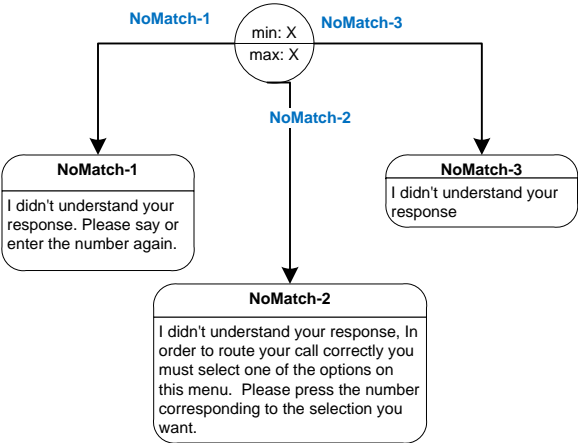 NoMatch-1
min: X
max: X
NoMatch-3
NoMatch-2
NoMatch-1
I didn't understand your
response. Please say or
enter the number again.
NoMatch-3
I didn't understand your
response
NoMatch-2
I didn't understand your response, In
order to route your call correctly you
must select one of the options on
this menu.  Please press the number
corresponding to the selection you
want.